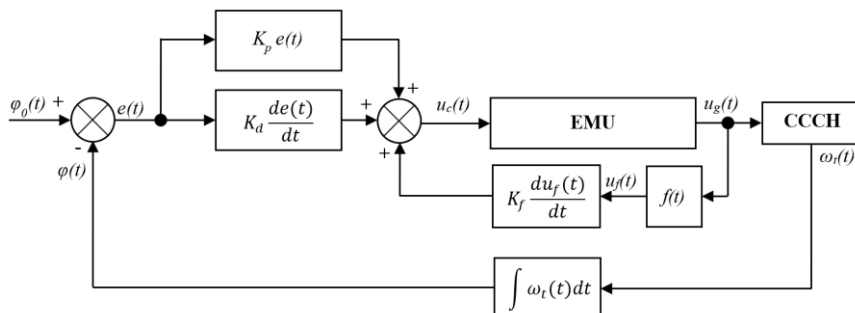 K_p e(t)
+
φ_0(t) +
e(t)
K_d de(t)/dt
+
u_c(t)
EMU
u_g(t)
CCCH
-
φ(t)
+
K_f du_f(t)/dt
u_f(t)
f(t)
ω_t(t)
∫ ω_t(t)dt